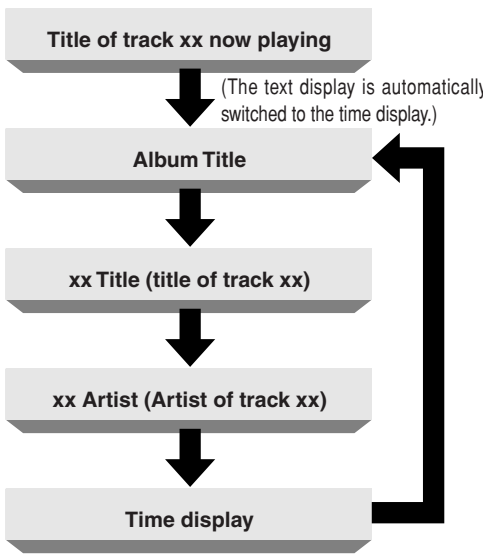 Title of track xx now playing
(The text display is automatically
switched to the time display.)
Album Title
xx Title (title of track xx)
xx Artist (Artist of track xx)
Time display